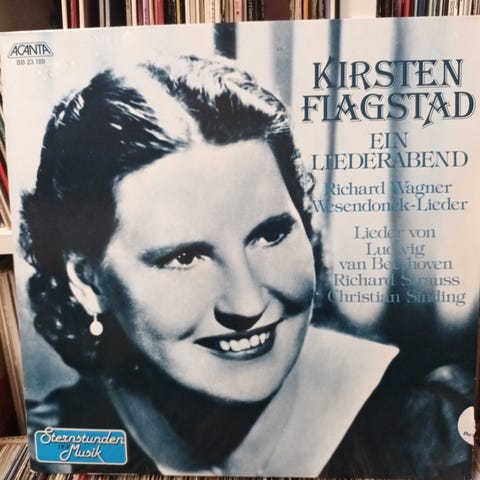 ACANTA
BB 23.189
KIRSTEN
FLAGSTAD
EIN
LIEDERABEND
Richard Wagner
Wesendonck-Lieder
Lieder von
Ludwig
van Beethoven
Richard Strauss
Christian Sinding
Sternstunden
der
Musik